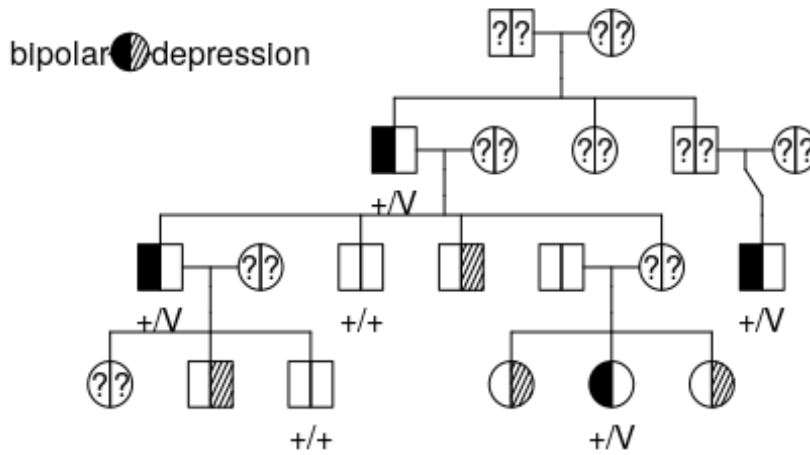 ?? ??
bipolar depression
?? ?? ?? ??
+/V
?? ??
+/V +/+ +/V
??
+/+ +/V